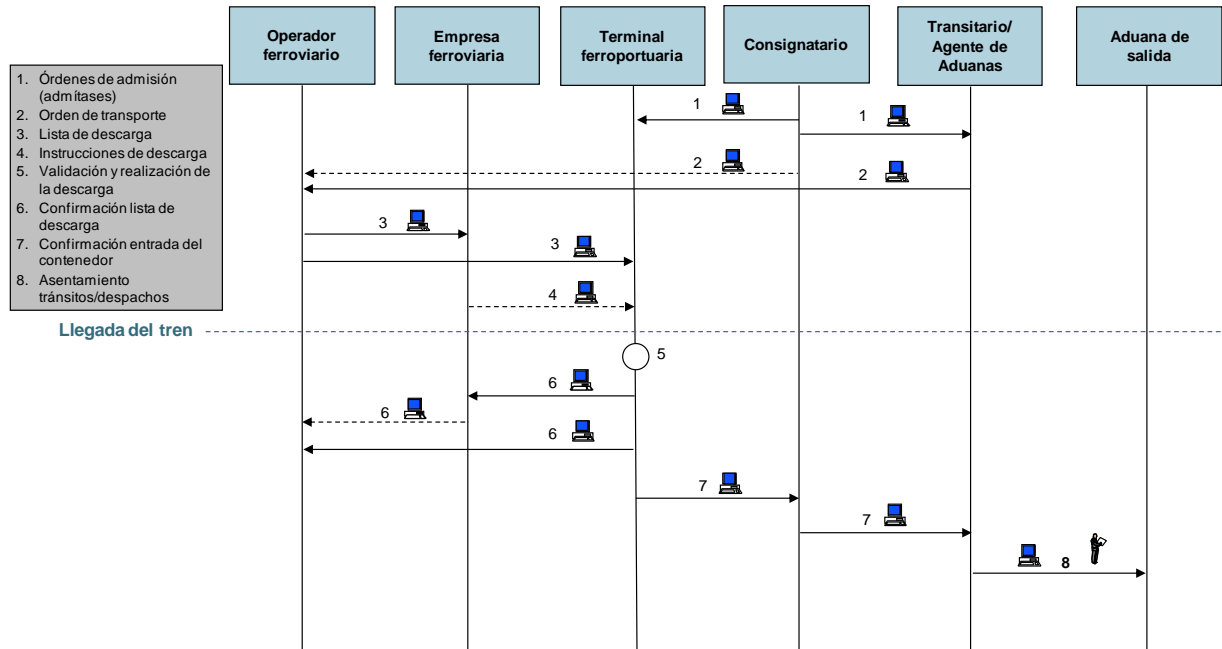 Operador
ferroviario
Empresa
ferroviaria
Terminal
ferroportuaria
Consignatario
Transitario/
Agente de
Aduanas
Aduana de
salida
1. Órdenes de admisión
(admítases)
2. Orden de transporte
3. Lista de descarga
4. Instrucciones de descarga
5. Validación y realización de
la descarga
6. Confirmación lista de
descarga
7. Confirmación entrada del
contenedor
8. Asentamiento
tránsitos/despachos
1
1
2
2
3
3
4
Llegada del tren
5
6
6
6
7
7
8